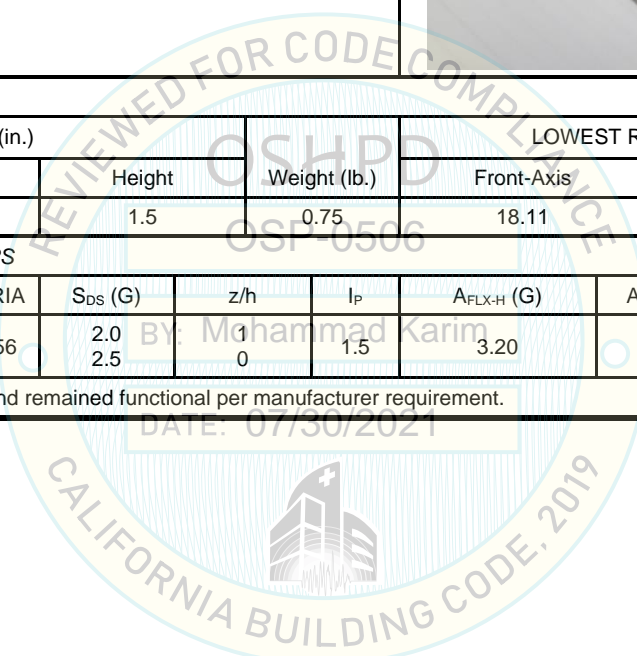 REVIEWED FOR CODE COMPLIANCE
(in.) LOWEST R
Height Weight (lb.) Front-Axis
OSHPD
1.5 0.75 18.11
OSP-0506
S
RIA SDS (G) z/h IP AFLX-H (G) A
2.0 1
56 1.5 3.20
2.5 0
BY: Mohammad Karim
nd remained functional per manufacturer requirement.
DATE: 07/30/2021
CALIFORNIA BUILDING CODE, 2019